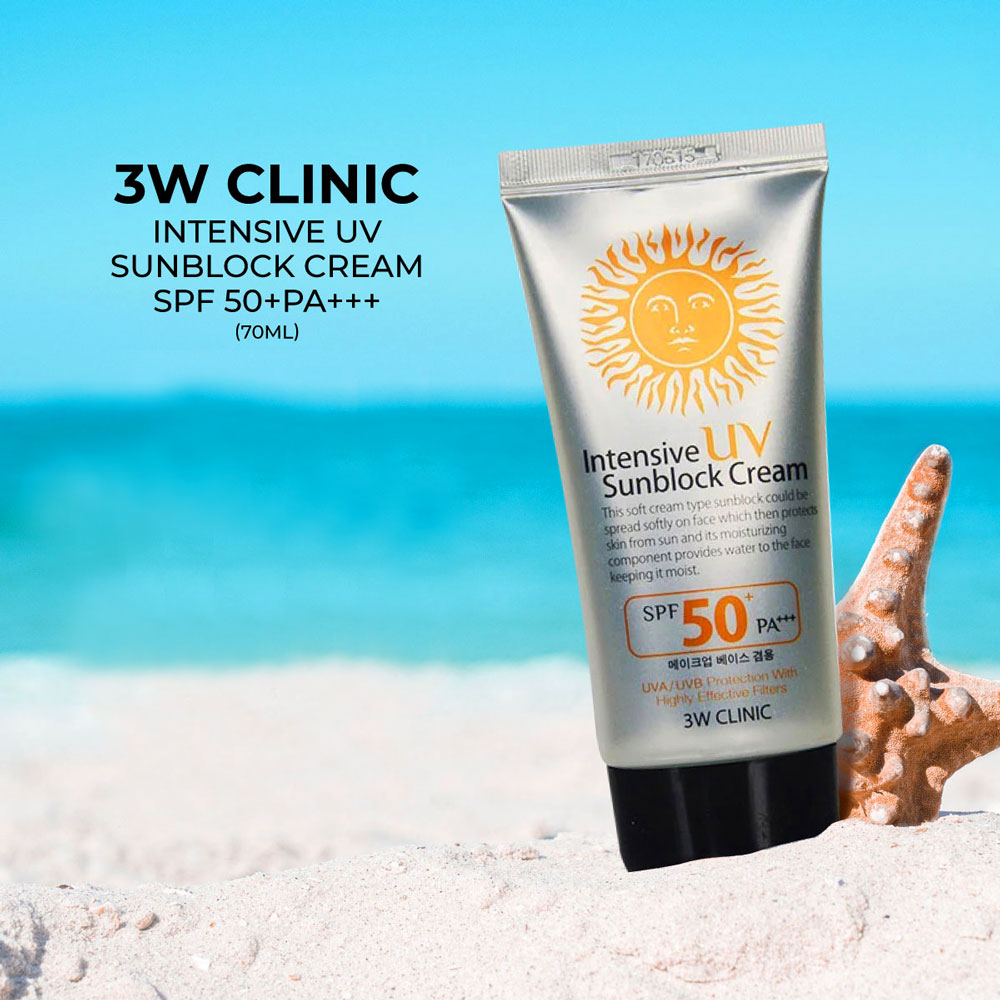 3W CLINIC
INTENSIVE UV
SUNBLOCK CREAM
SPF 50+PA+++
(70ML)
170615
Intensive UV
Sunblock Cream
This soft cream type sunblock could be
spread softly on face which then protects
skin from sun and its moisturizing
component provides water to the face
keeping it moist.
SPF 50+ PA+++
메이크업 베이스 겸용
UVA/UVB Protection With
Highly Effective Filters
3W CLINIC